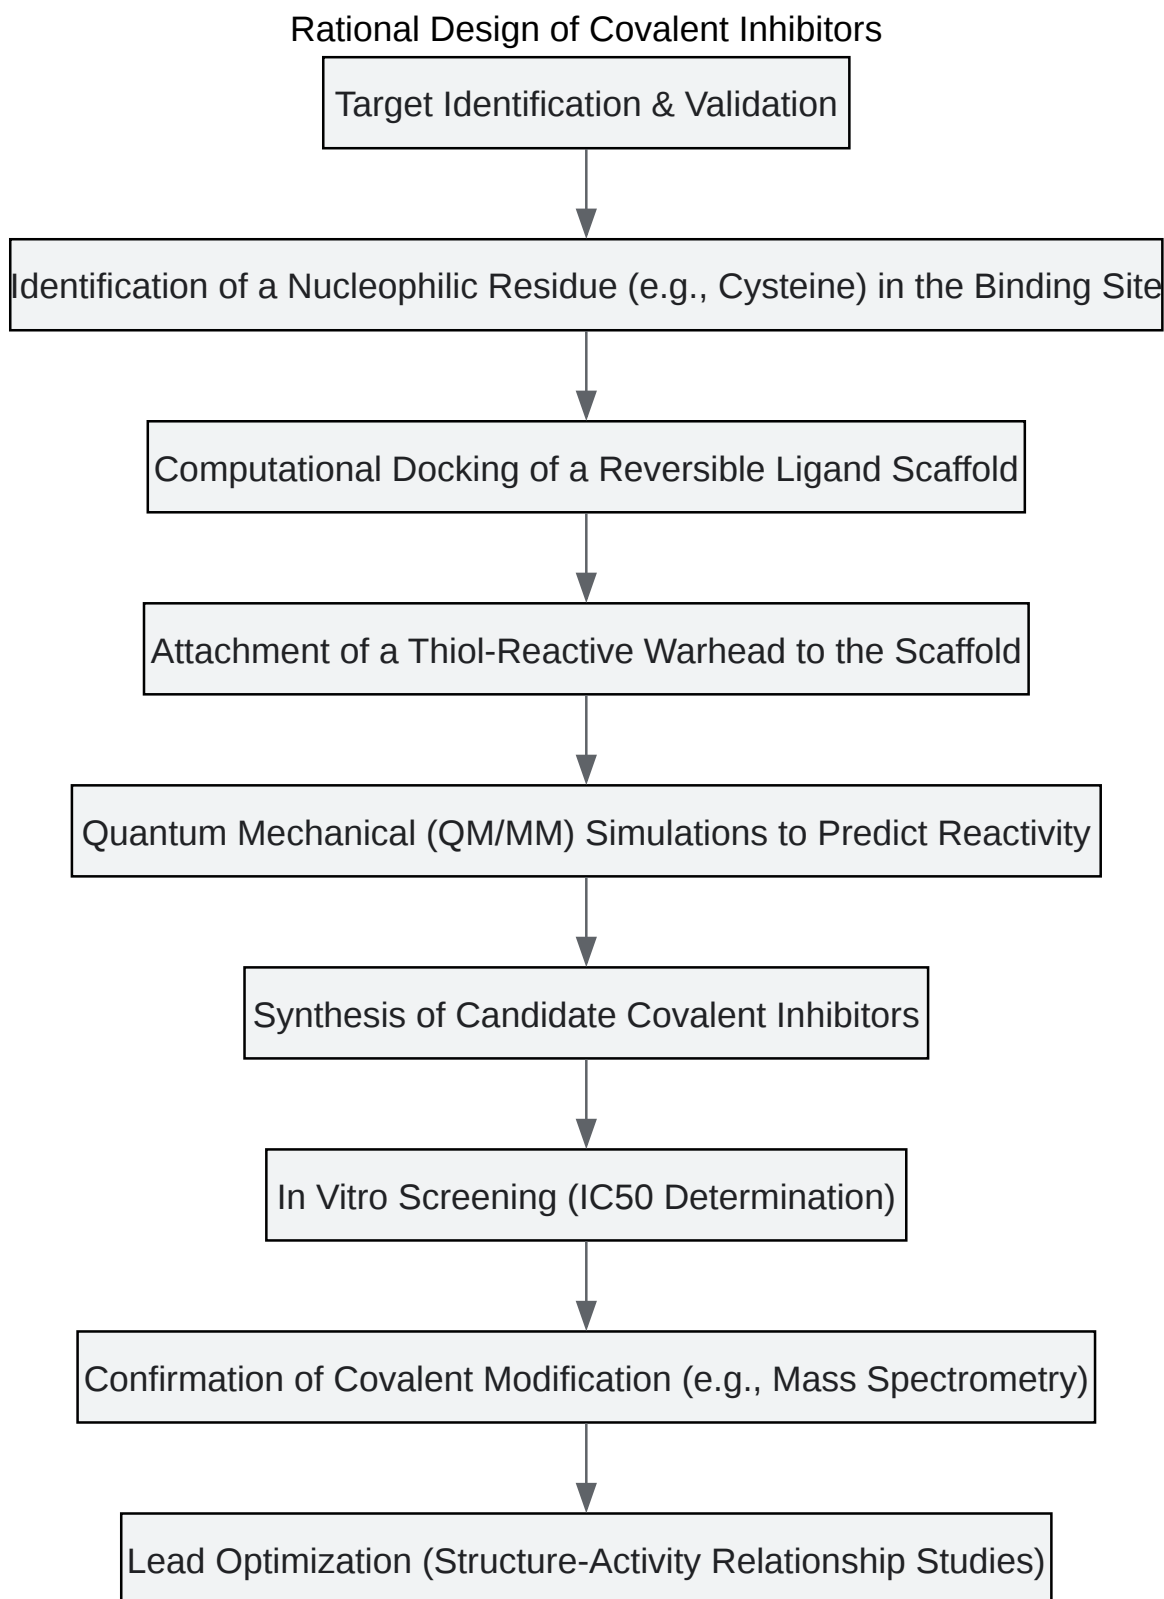 Rational Design of Covalent Inhibitors
Target Identification & Validation
Identification of a Nucleophilic Residue (e.g., Cysteine) in the Binding Site
Computational Docking of a Reversible Ligand Scaffold
Attachment of a Thiol-Reactive Warhead to the Scaffold
Quantum Mechanical (QM/MM) Simulations to Predict Reactivity
Synthesis of Candidate Covalent Inhibitors
In Vitro Screening (IC50 Determination)
Confirmation of Covalent Modification (e.g., Mass Spectrometry)
Lead Optimization (Structure-Activity Relationship Studies)